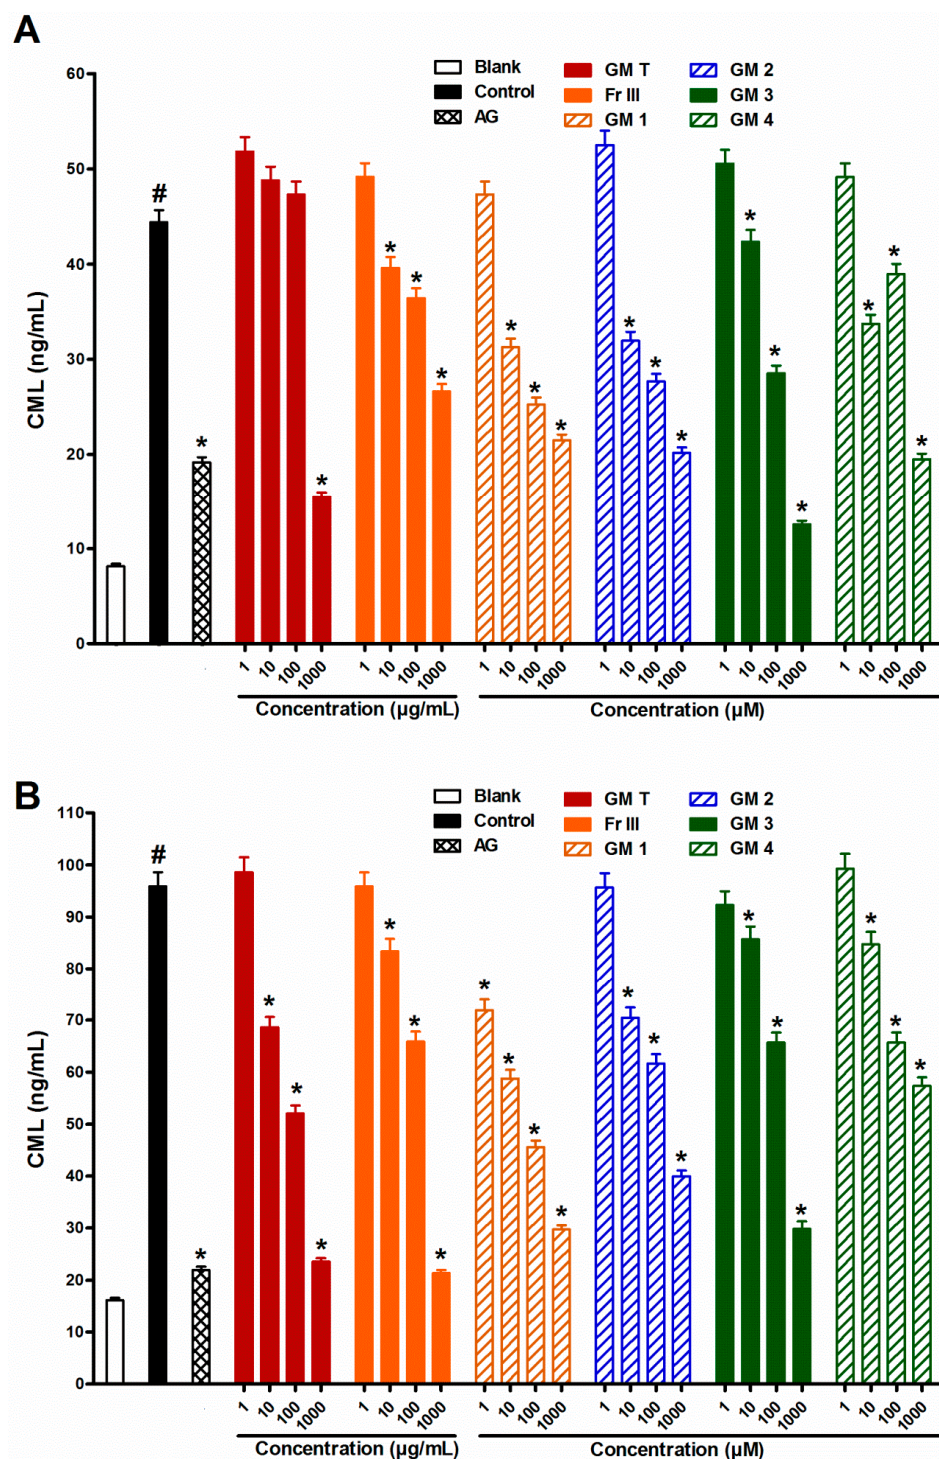 A
Blank GM T GM 2
Control Fr III GM 3
AG GM 1 GM 4
60
50
40
30
20
10
0
CML (ng/mL)
# * * * * * * * * * * * * * * * * * *
1 10 100 1000 1 10 100 1000 1 10 100 1000 1 10 100 1000 1 10 100 1000 1 10 100 1000
Concentration (µg/mL) Concentration (µM)
B
Blank GM T GM 2
Control Fr III GM 3
AG GM 1 GM 4
110
100
90
80
70
60
50
40
30
20
10
0
CML (ng/mL)
# * * * * * * * * * * * * * * * * * * * *
1 10 100 1000 1 10 100 1000 1 10 100 1000 1 10 100 1000 1 10 100 1000 1 10 100 1000
Concentration (µg/mL) Concentration (µM)